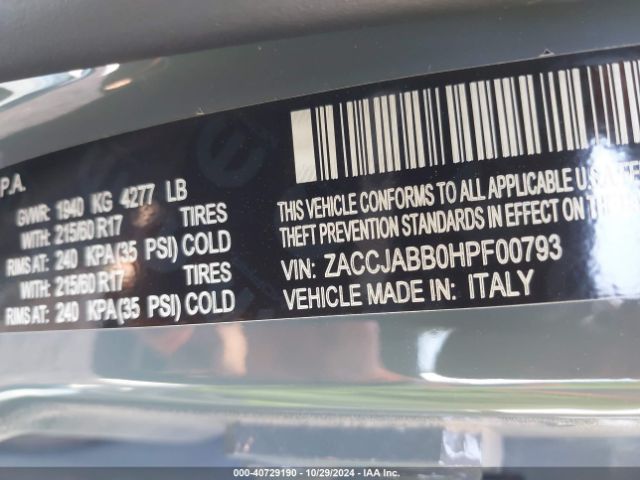 P.A.
GVWR: 1940 KG 4277 LB
WITH: 215/60 R17 TIRES
RIMS AT: 240 KPA(35 PSI) COLD
WITH: 215/60 R17 TIRES
RIMS AT: 240 KPA(35 PSI) COLD
THIS VEHICLE CONFORMS TO ALL APPLICABLE U.S.A.
THEFT PREVENTION STANDARDS IN EFFECT ON
VIN: ZACCJABB0HPF00793
VEHICLE MADE IN: ITALY
000-40729190 - 10/29/2024 - IAA Inc.